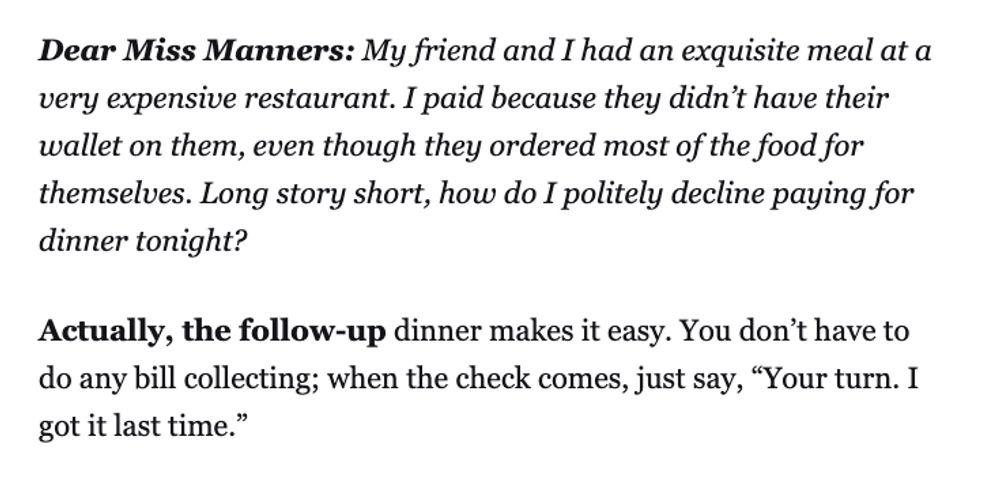 Dear Miss Manners: My friend and I had an exquisite meal at a
very expensive restaurant. I paid because they didn’t have their
wallet on them, even though they ordered most of the food for
themselves. Long story short, how do I politely decline paying for
dinner tonight?
Actually, the follow-up dinner makes it easy. You don’t have to
do any bill collecting; when the check comes, just say, “Your turn. I
got it last time.”